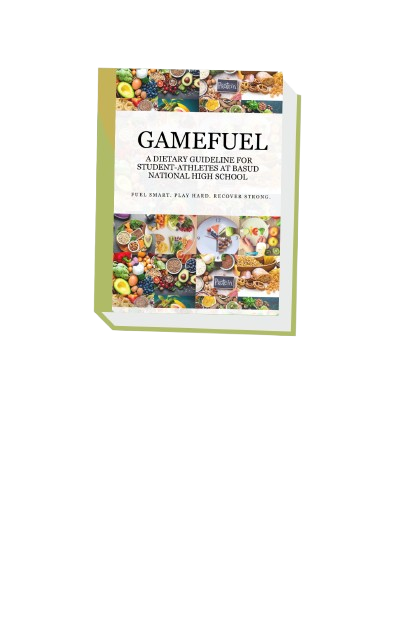 GAMEFUEL
A DIETARY GUIDELINE FOR
STUDENT-ATHLETES AT BASUD
NATIONAL HIGH SCHOOL
FUEL SMART. PLAY HARD. RECOVER STRONG.